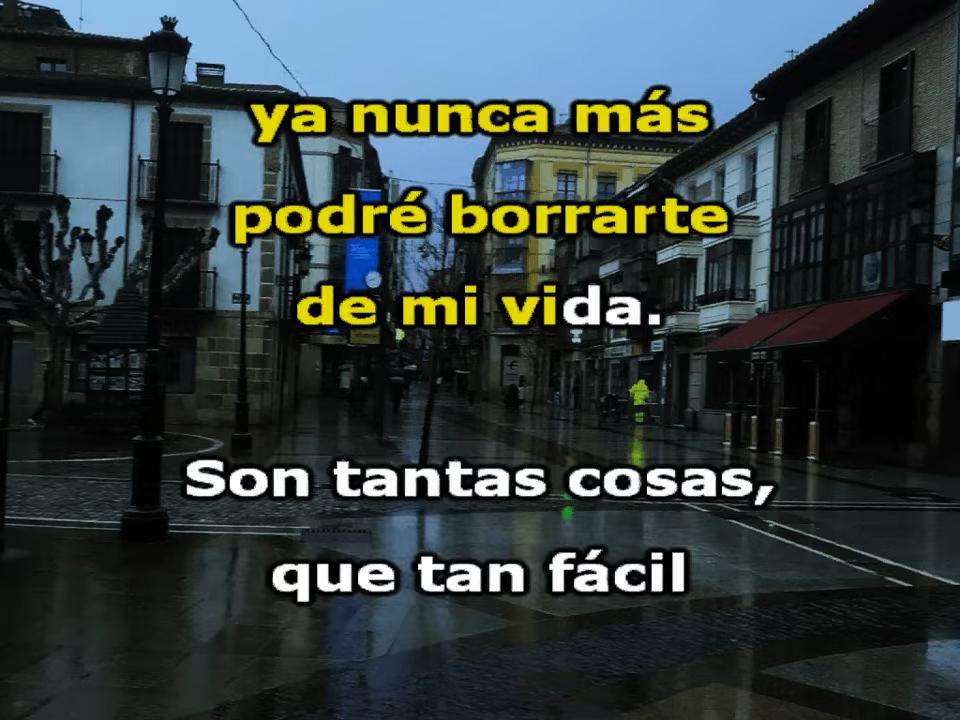 ya nunca más
podré borrarte
de mi vida.
Son tantas cosas,
que tan fácil